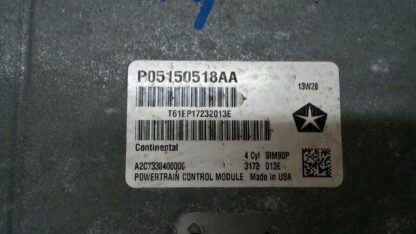 P05150518AA
13W28
T61EP17232013E
Continental
4 Cyl SIM90P
A2C7338400000 3172 013E
POWERTRAIN CONTROL MODULE Made In USA